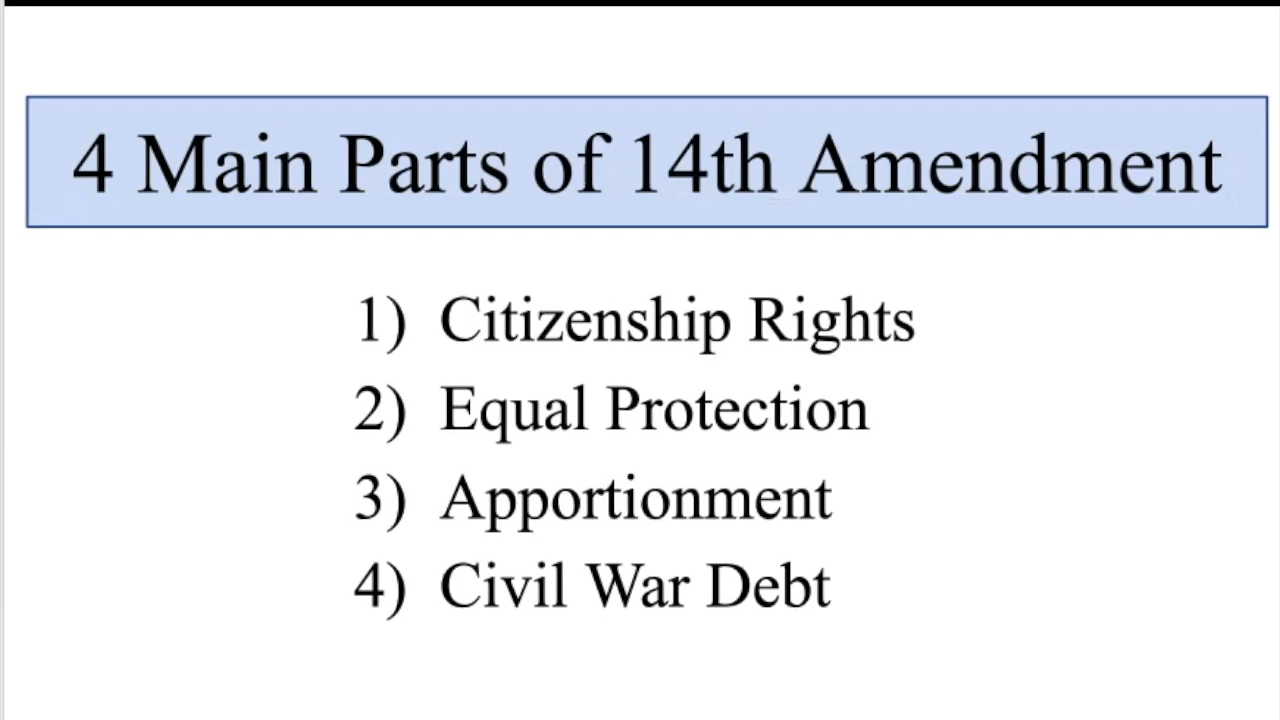 4 Main Parts of 14th Amendment
1) Citizenship Rights
2) Equal Protection
3) Apportionment
4) Civil War Debt